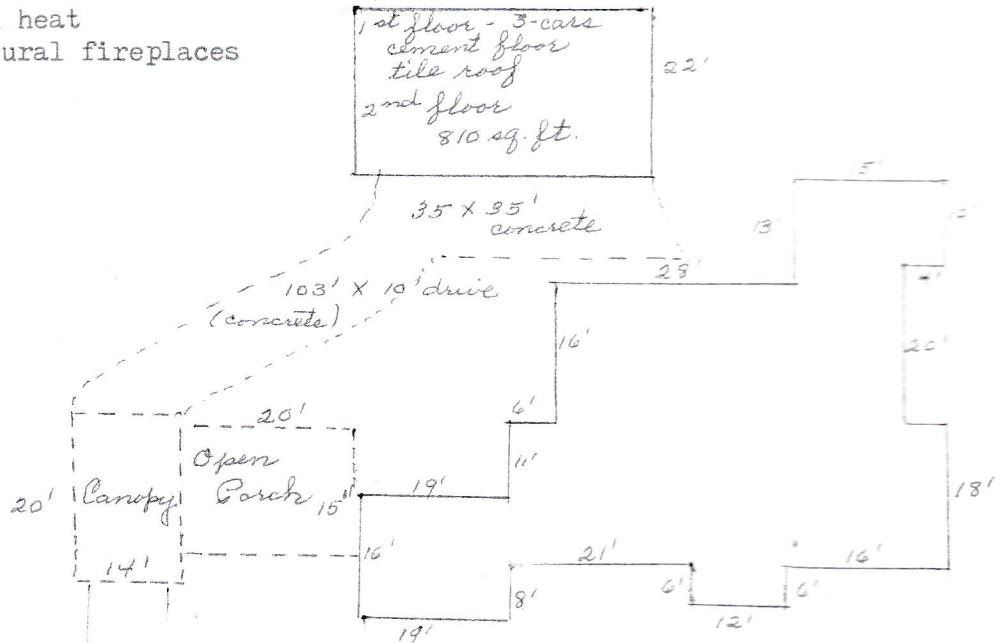 heat
ural fireplaces
1st floor - 3-cars
cement floor
tile roof
2nd floor
810 sq. ft.
22'
35 X 35'
concrete
15'
13'
28'
4'
103' X 10' drive
(concrete)
16'
20'
6'
20'
Open
Porch
15'
11'
19'
20'
Canopy
18'
14'
16'
21'
16'
8'
6'
6'
12'
19'